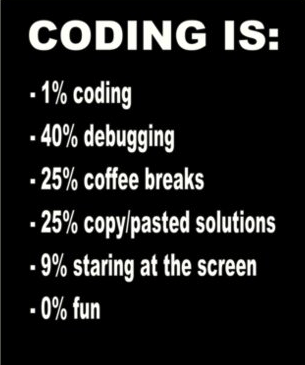 CODING IS:
- 1% coding
- 40% debugging
- 25% coffee breaks
- 25% copy/pasted solutions
- 9% staring at the screen
- 0% fun